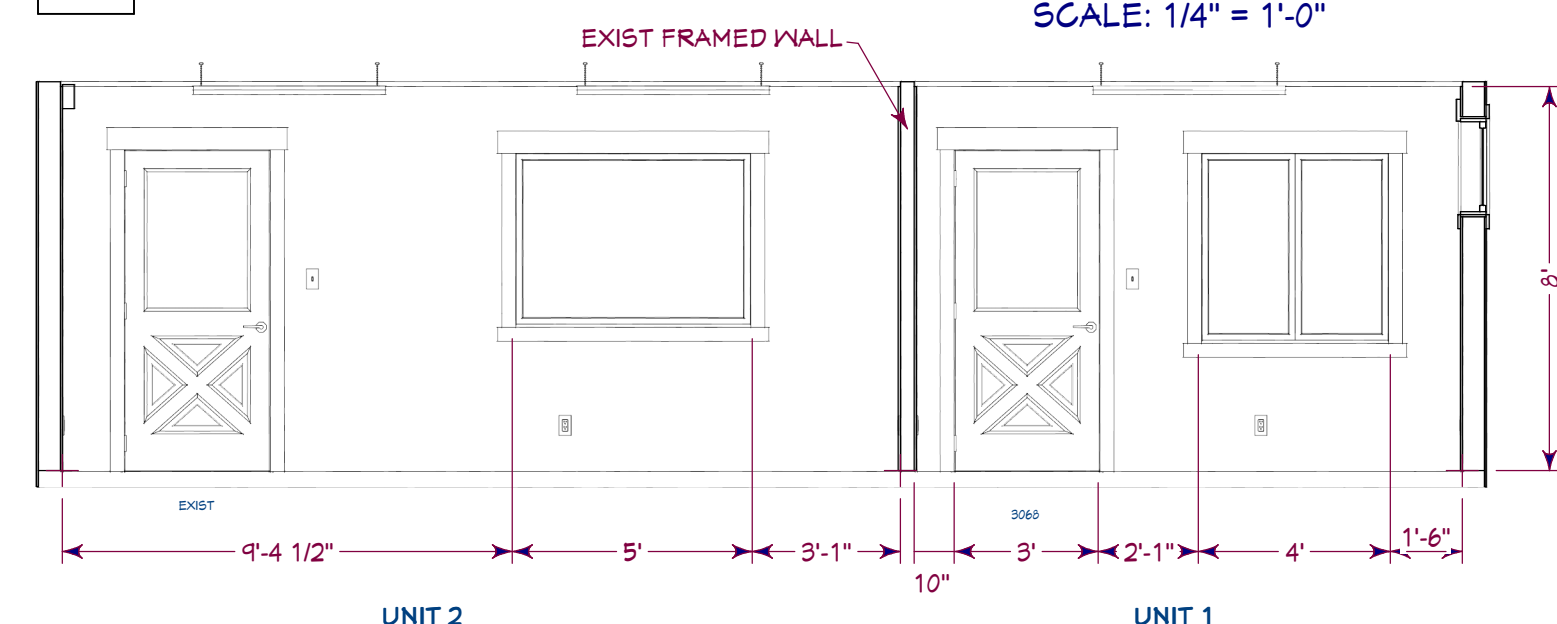 SCALE: 1/4" = 1'-0"
EXIST FRAMED WALL
8'
EXIST
3068
9'-4 1/2"
5'
3'-1"
10"
3'
2'-1"
4'
1'-6"
UNIT 2
UNIT 1